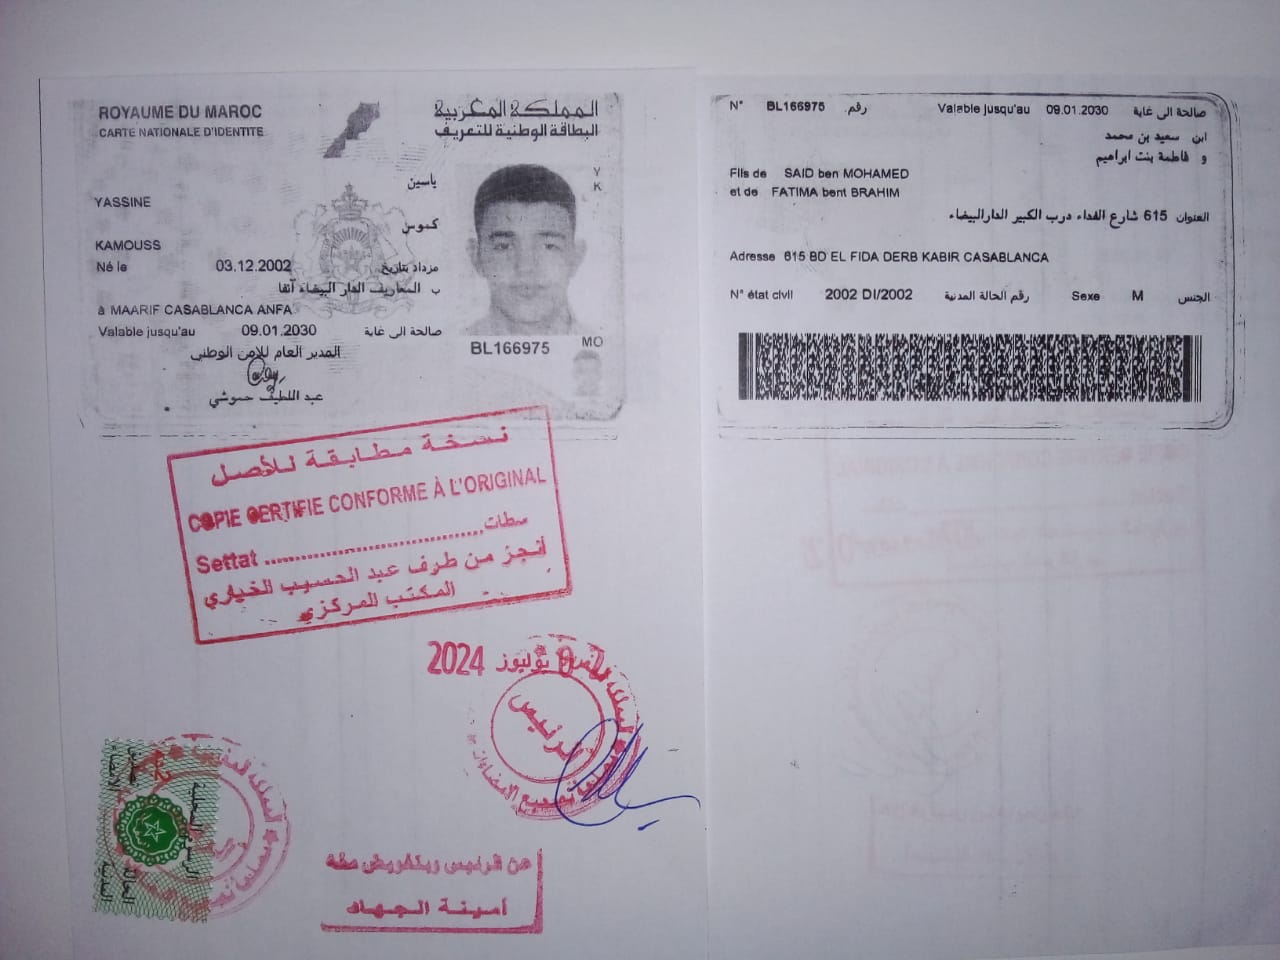 ROYAUME DU MAROC
المملكة المغربية
CARTE NATIONALE D'IDENTITE
البطاقة الوطنية للتعريف
ياسين
YASSINE
كموس
KAMOUSS
Né le 03.12.2002 مزداد بتاريخ
ب المعاريف الدار البيضاء آنفا
à MAARIF CASABLANCA ANFA
Valable jusqu'au 09.01.2030 صالحة الى غاية
المدير العام للامن الوطني
عبد اللطيف حموشي
Y
K
BL166975
MO
نسخة مطابقة للأصل
COPIE CERTIFIE CONFORME À L'ORIGINAL
Settat ........................................ سطات
أنجز من طرف عبد الحسيب الخياري
المكتب المركزي
يوليوز 2024
الرئيس
عن الرئيس وبتفويض منه
أمينة الجهاد
N° BL166975 رقم Valable jusqu'au 09.01.2030 صالحة الى غاية
ابن سعيد بن محمد
و فاطمة بنت ابراهيم
Fils de SAID ben MOHAMED
et de FATIMA bent BRAHIM
العنوان 615 شارع الفداء درب الكبير الدارالبيضاء
Adresse 615 BD EL FIDA DERB KABIR CASABLANCA
N° état civil 2002 DI/2002 رقم الحالة المدنية Sexe M الجنس